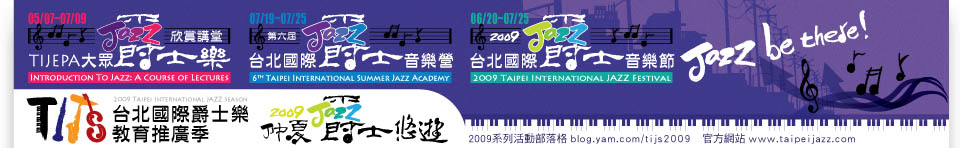 05/07-07/09
JAZZ
TIJEPA大眾爵士樂
欣賞講堂
INTRODUCTION TO JAZZ: A COURSE OF LECTURES
07/19-07/25
第六屆
JAZZ
台北國際爵士音樂營
6TH TAIPEI INTERNATIONAL SUMMER JAZZ ACADEMY
06/20-07/25
2009
JAZZ
台北國際爵士音樂節
2009 TAIPEI INTERNATIONAL JAZZ FESTIVAL
Jazz be there!
TIJS
2009 TAIPEI INTERNATIONAL JAZZ SEASON
台北國際爵士樂
教育推廣季
2009
JAZZ
仲夏爵士悠遊
2009系列活動部落格 blog.yam.com/tijs2009 官方網站 www.taipeijazz.com